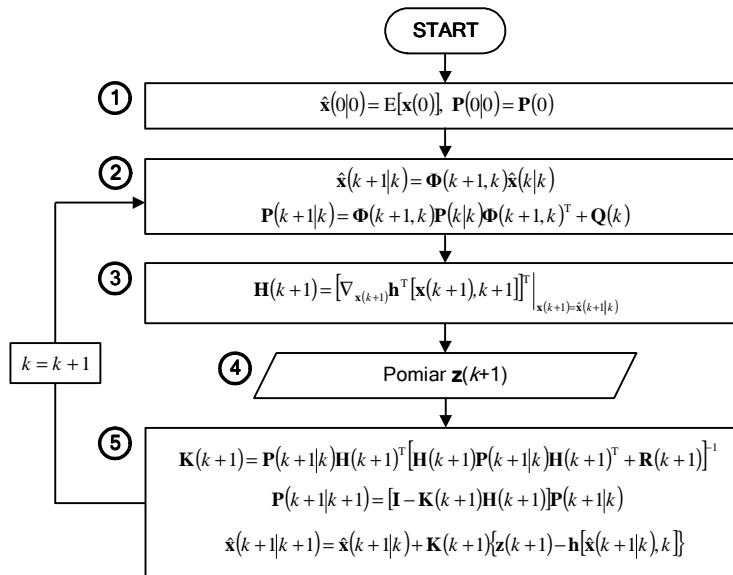 START
1
x̂(0|0) = E[x(0)], P(0|0) = P(0)
2
x̂(k+1|k) = Φ(k+1,k)x̂(k|k)
P(k+1|k) = Φ(k+1,k)P(k|k)Φ(k+1,k)ᵀ + Q(k)
3
H(k+1) = [∇ₓ₍ₖ₊₁₎hᵀ[x(k+1),k+1]]ᵀ|x(k+1)=x̂(k+1|k)
k = k+1
4
Pomiar z(k+1)
5
K(k+1) = P(k+1|k)H(k+1)ᵀ[H(k+1)P(k+1|k)H(k+1)ᵀ + R(k+1)]⁻¹
P(k+1|k+1) = [I − K(k+1)H(k+1)]P(k+1|k)
x̂(k+1|k+1) = x̂(k+1|k) + K(k+1){z(k+1) − h[x̂(k+1|k),k]}